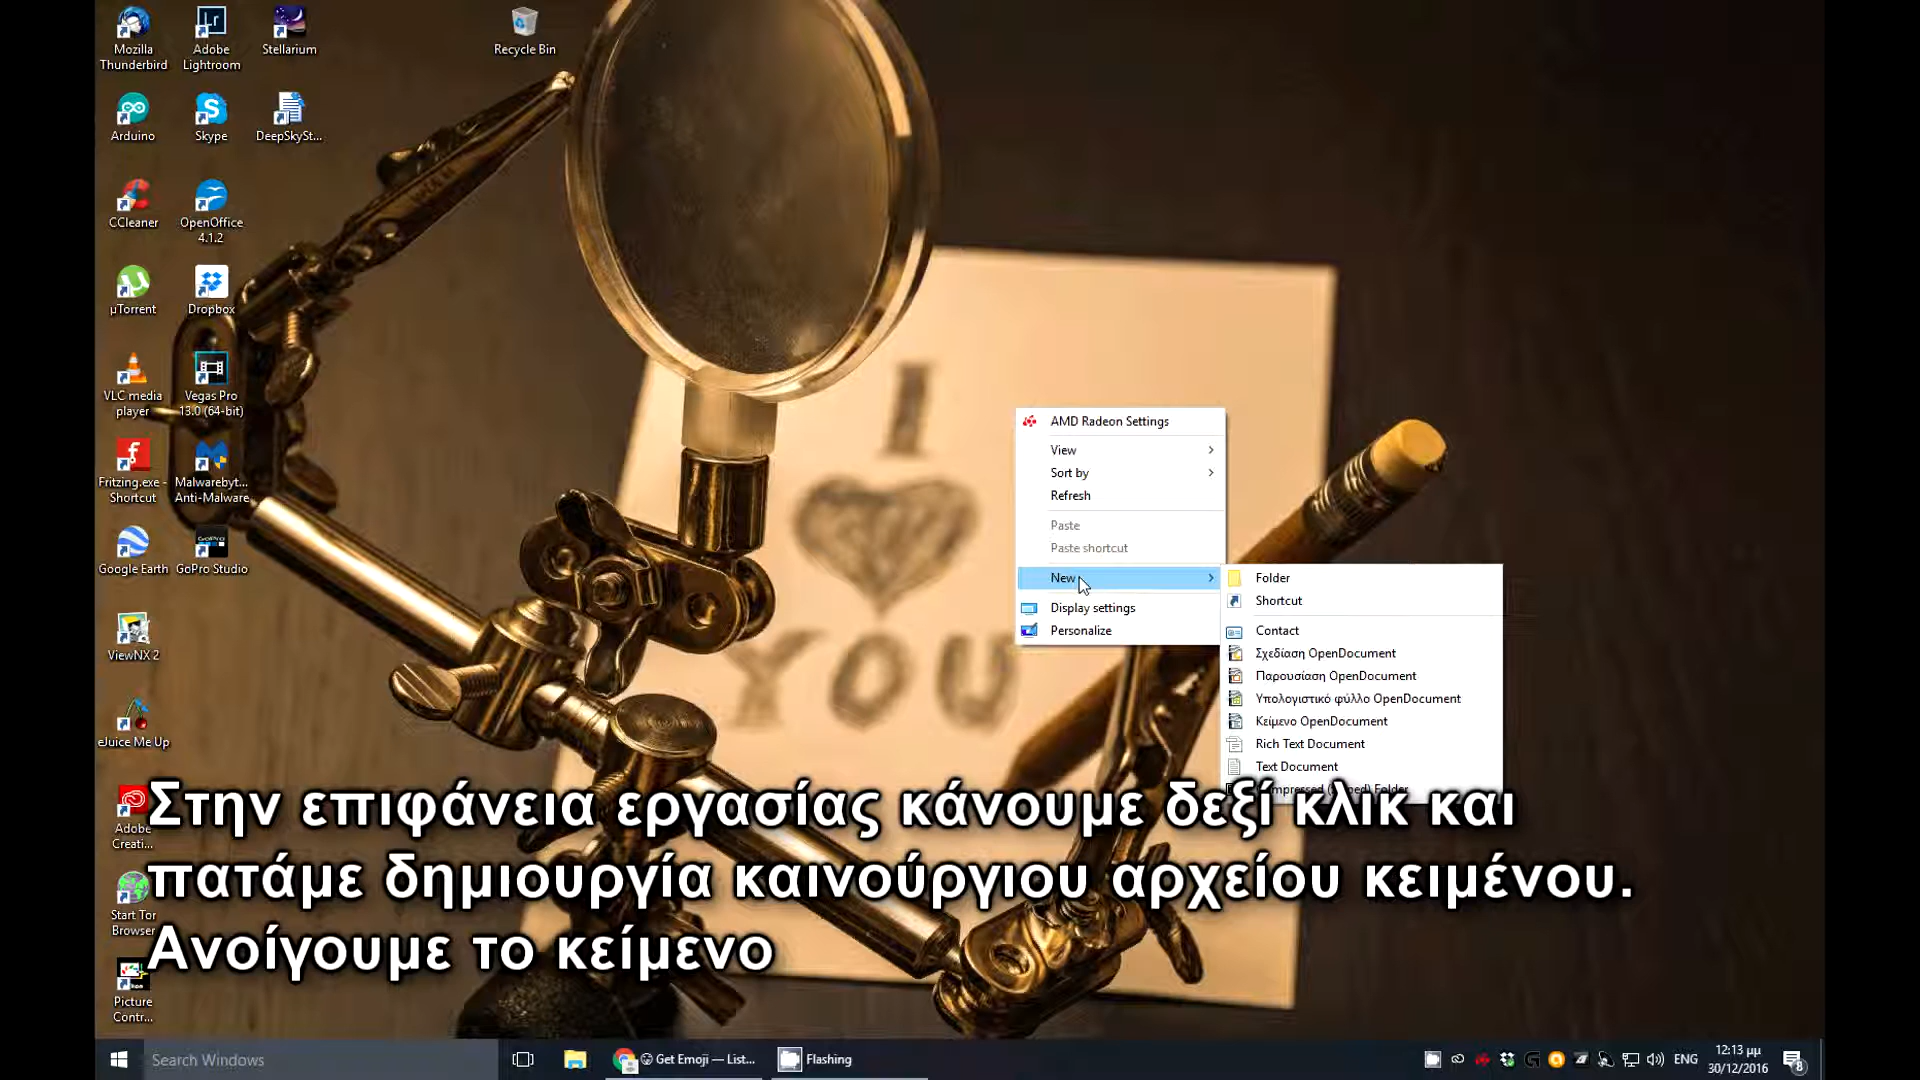 Mozilla
Thunderbird
Adobe
Lightroom
Stellarium
Recycle Bin
Arduino
Skype
DeepSkySt...
CCleaner
OpenOffice
4.1.2
µTorrent
Dropbox
VLC media
player
Vegas Pro
13.0 (64-bit)
Fritzing.exe -
Shortcut
Malwarebyt...
Anti-Malware
Google Earth
GoPro Studio
ViewNX 2
eJuice Me Up
Adobe
Creati...
Start Tor
Browser
Picture
Contr...
I
YOU
AMD Radeon Settings
View
Sort by
Refresh
Paste
Paste shortcut
New
Display settings
Personalize
Folder
Shortcut
Contact
Σχεδίαση OpenDocument
Παρουσίαση OpenDocument
Υπολογιστικό φύλλο OpenDocument
Κείμενο OpenDocument
Rich Text Document
Text Document
Folder
Στην επιφάνεια εργασίας κάνουμε δεξί κλικ και
πατάμε δημιουργία καινούργιου αρχείου κειμένου.
Ανοίγουμε το κείμενο
Search Windows
Get Emoji — List...
Flashing
ENG
12:13 μμ
30/12/2016
8